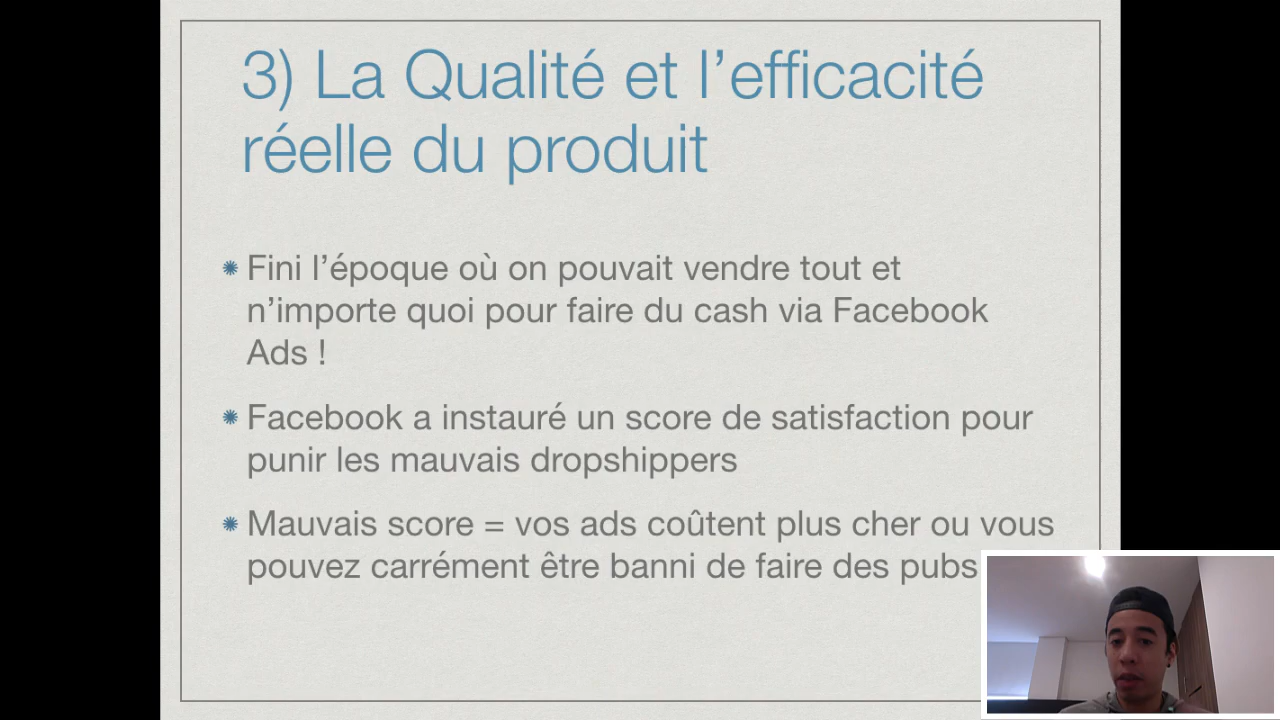 3) La Qualité et l’efficacité
réelle du produit
Fini l’époque où on pouvait vendre tout et
n’importe quoi pour faire du cash via Facebook
Ads !
Facebook a instauré un score de satisfaction pour
punir les mauvais dropshippers
Mauvais score = vos ads coûtent plus cher ou vous
pouvez carrément être banni de faire des pubs